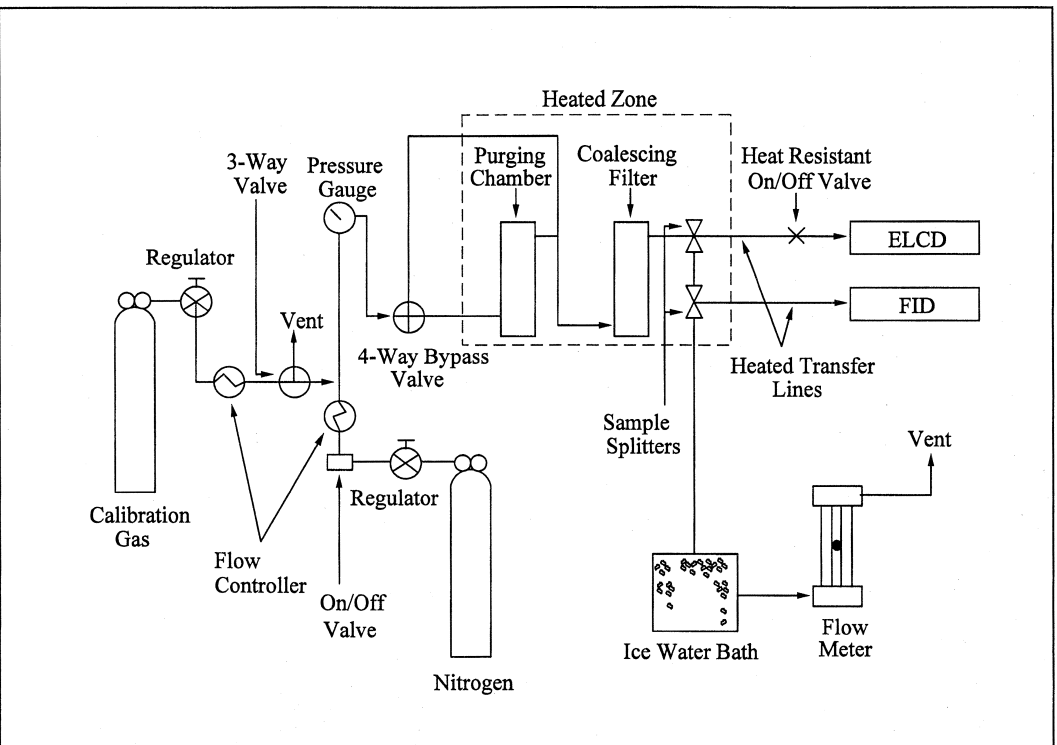 Heated Zone
3-Way
Valve
Pressure
Gauge
Purging
Chamber
Coalescing
Filter
Heat Resistant
On/Off Valve
ELCD
Regulator
FID
Vent
4-Way Bypass
Valve
Heated Transfer
Lines
Sample
Splitters
Vent
Regulator
Calibration
Gas
Flow
Controller
On/Off
Valve
Nitrogen
Ice Water Bath
Flow
Meter